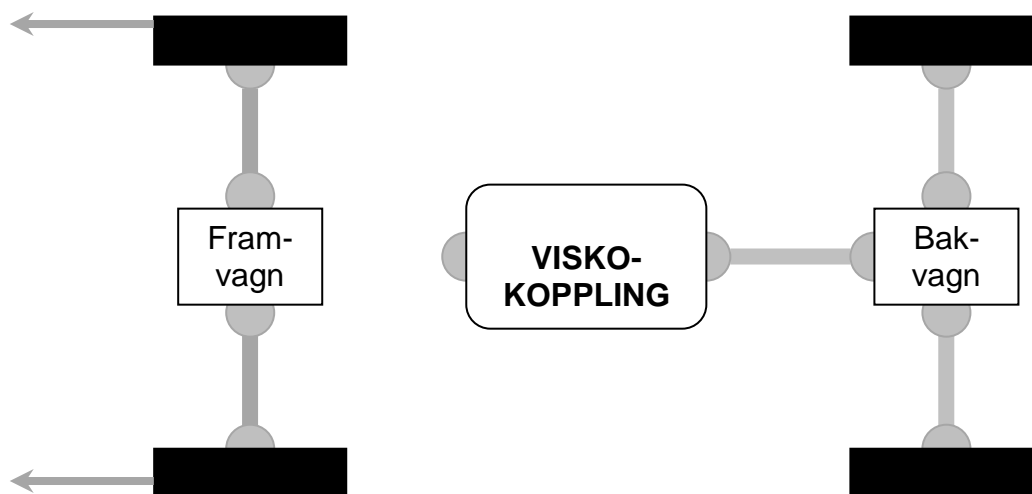 Fram-
vagn
VISKO-
KOPPLING
Bak-
vagn